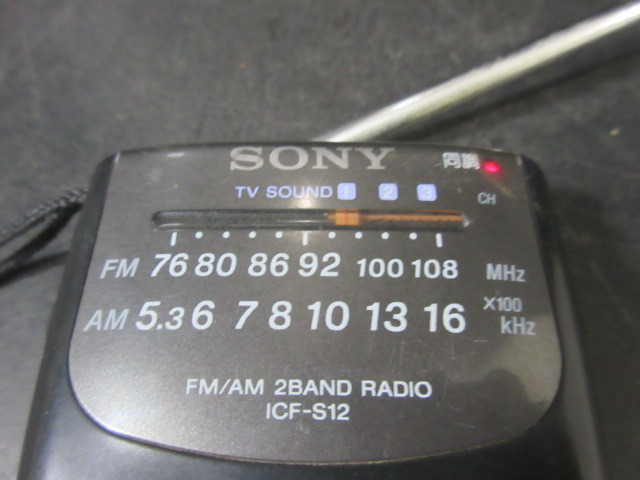 SONY 同調
TV SOUND 1 2 3 CH
FM 76 80 86 92 100 108 MHz
AM 5.3 6 7 8 10 13 16 X100 kHz
FM/AM 2BAND RADIO
ICF-S12